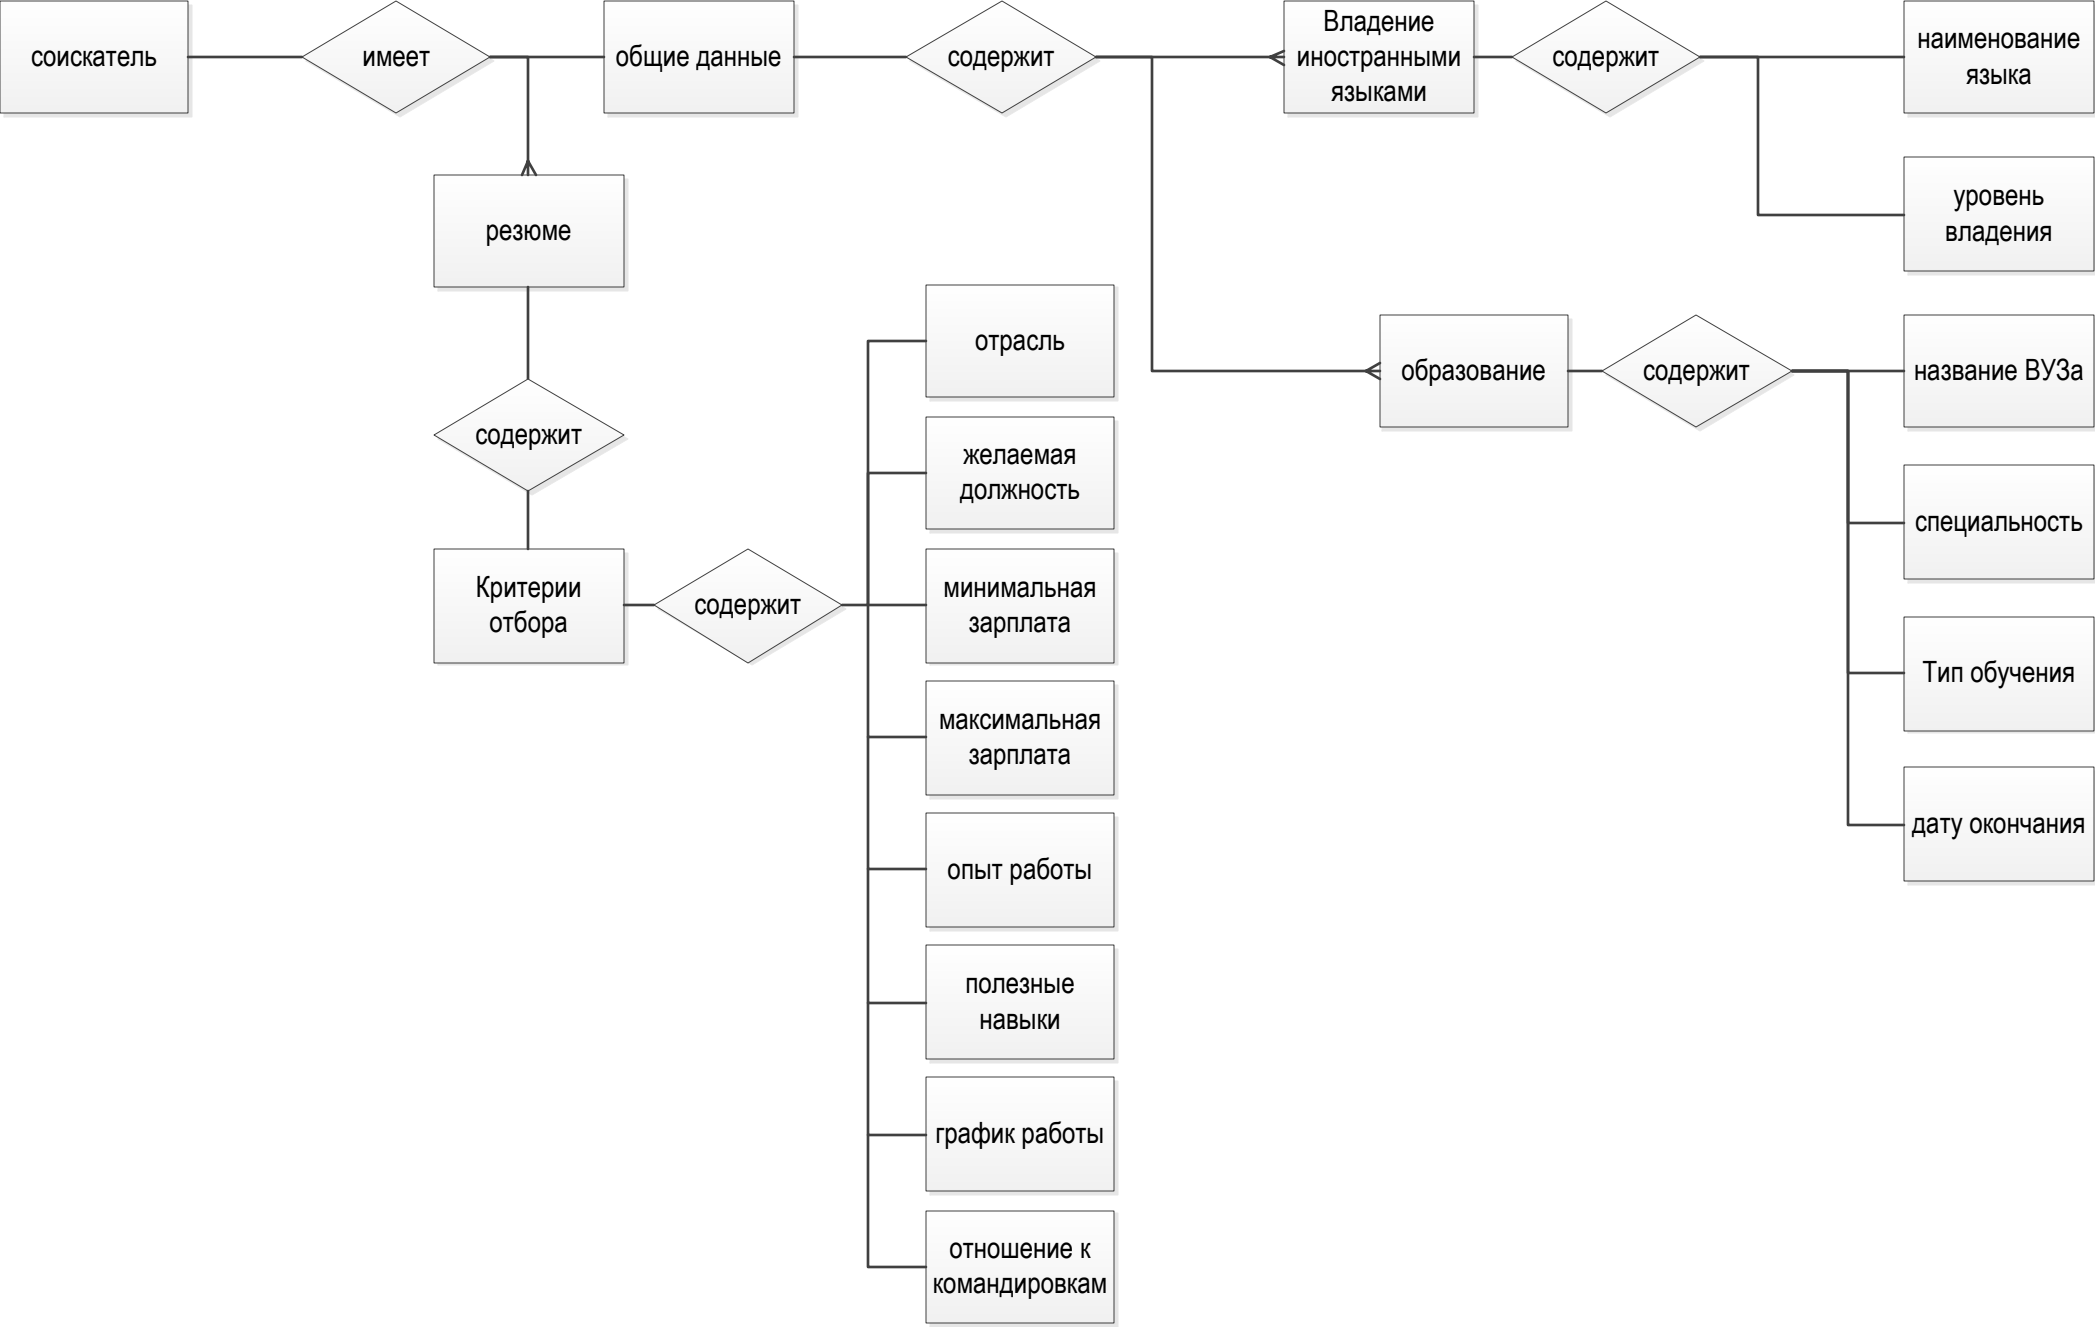 соискатель
имеет
общие данные
содержит
Владение
иностранными
языками
содержит
наименование
языка
уровень
владения
резюме
содержит
Критерии
отбора
содержит
отрасль
желаемая
должность
минимальная
зарплата
максимальная
зарплата
опыт работы
полезные
навыки
график работы
отношение к
командировкам
образование
содержит
название ВУЗа
специальность
Тип обучения
дату окончания